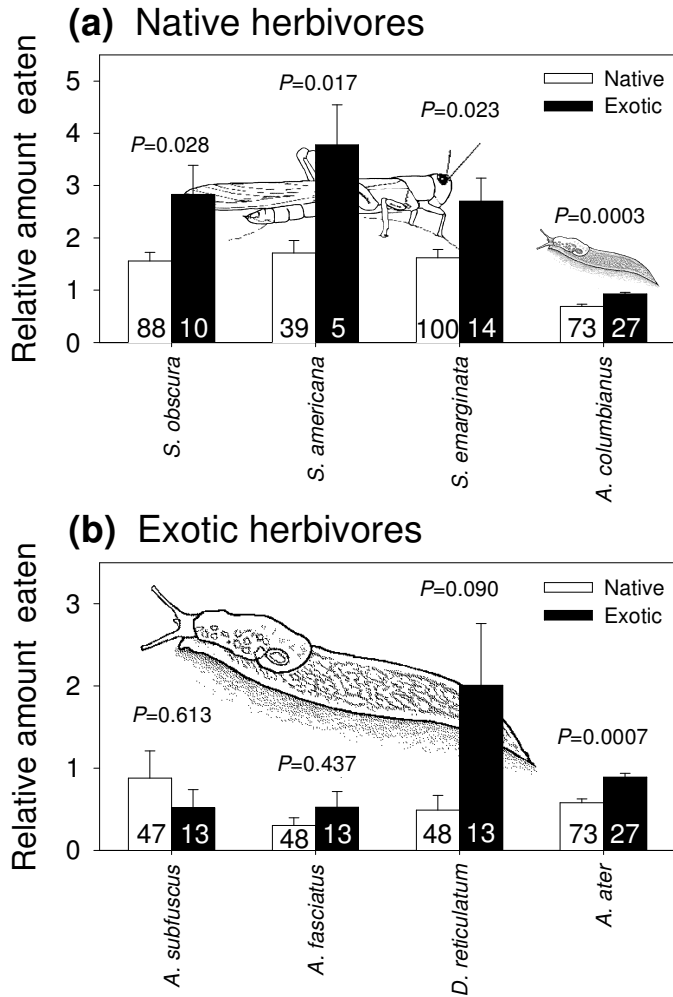 (a) Native herbivores
Relative amount eaten
5
4
3
2
1
0
Native
Exotic
P=0.028
P=0.017
P=0.023
P=0.0003
88 10 39 5 100 14 73 27
S. obscura
S. americana
S. emarginata
A. columbianus
(b) Exotic herbivores
Relative amount eaten
3
2
1
0
Native
Exotic
P=0.613
P=0.437
P=0.090
P=0.0007
47 13 48 13 48 13 73 27
A. subfuscus
A. fasciatus
D. reticulatum
A. ater